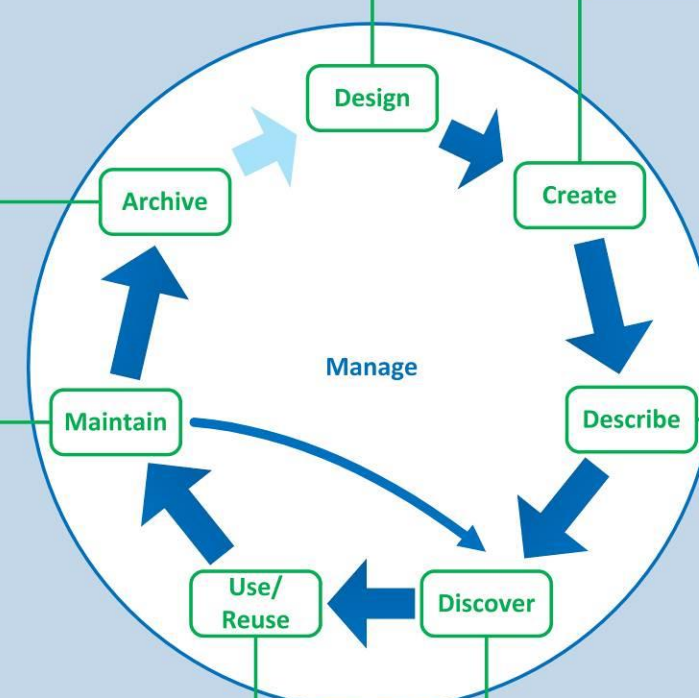 Design
Create
Archive
Manage
Maintain
Describe
Use/
Reuse
Discover